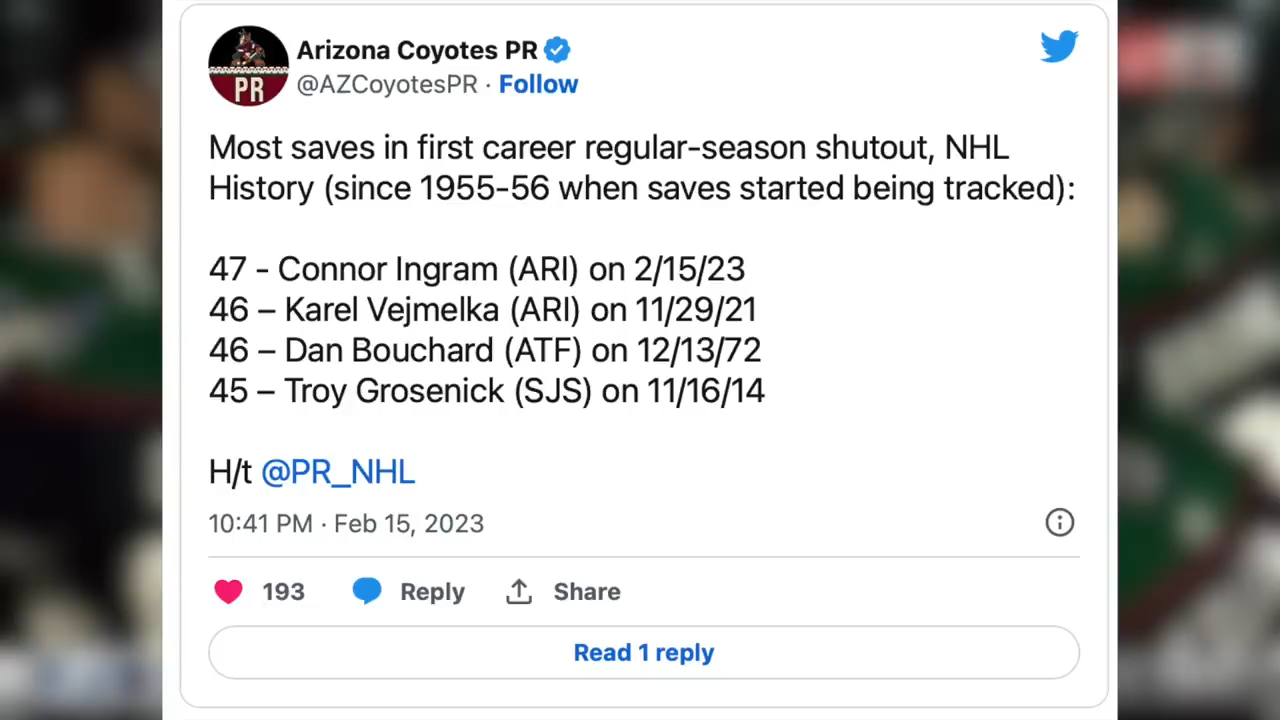 Arizona Coyotes PR
@AZCoyotesPR · Follow
PR
Most saves in first career regular-season shutout, NHL
History (since 1955-56 when saves started being tracked):
47 - Connor Ingram (ARI) on 2/15/23
46 – Karel Vejmelka (ARI) on 11/29/21
46 – Dan Bouchard (ATF) on 12/13/72
45 – Troy Grosenick (SJS) on 11/16/14
H/t @PR_NHL
10:41 PM · Feb 15, 2023
193 Reply Share
Read 1 reply